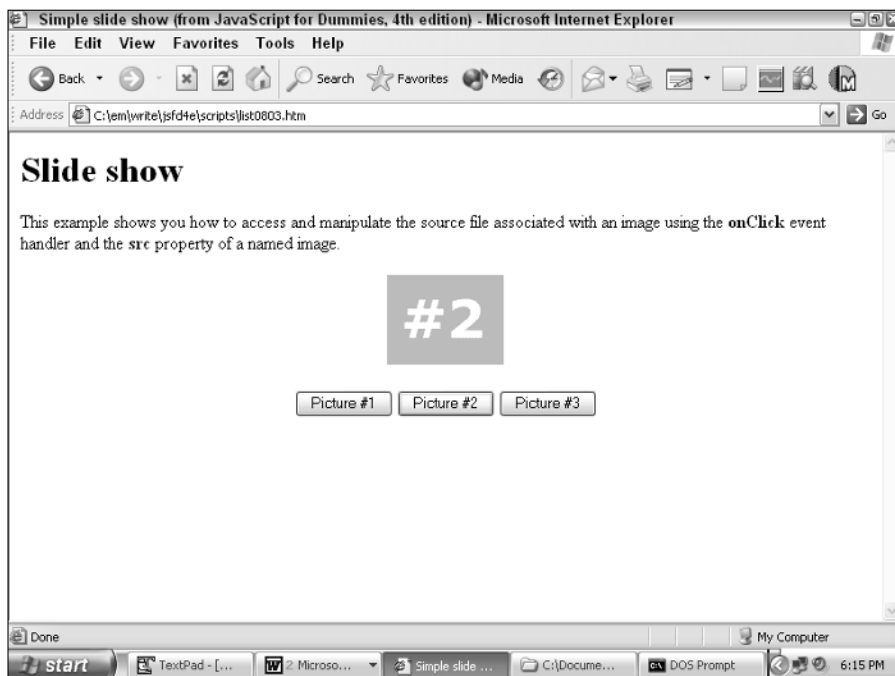 Simple slide show (from JavaScript for Dummies, 4th edition) - Microsoft Internet Explorer
File Edit View Favorites Tools Help
Back Search Favorites Media
Address C:\em\write\jsfd4e\scripts\list0803.htm Go
Slide show
This example shows you how to access and manipulate the source file associated with an image using the onClick event
handler and the src property of a named image.
#2
Picture #1 Picture #2 Picture #3
Done My Computer
start TextPad - [... 2 Microso... Simple slide ... C:\Docume... DOS Prompt 6:15 PM